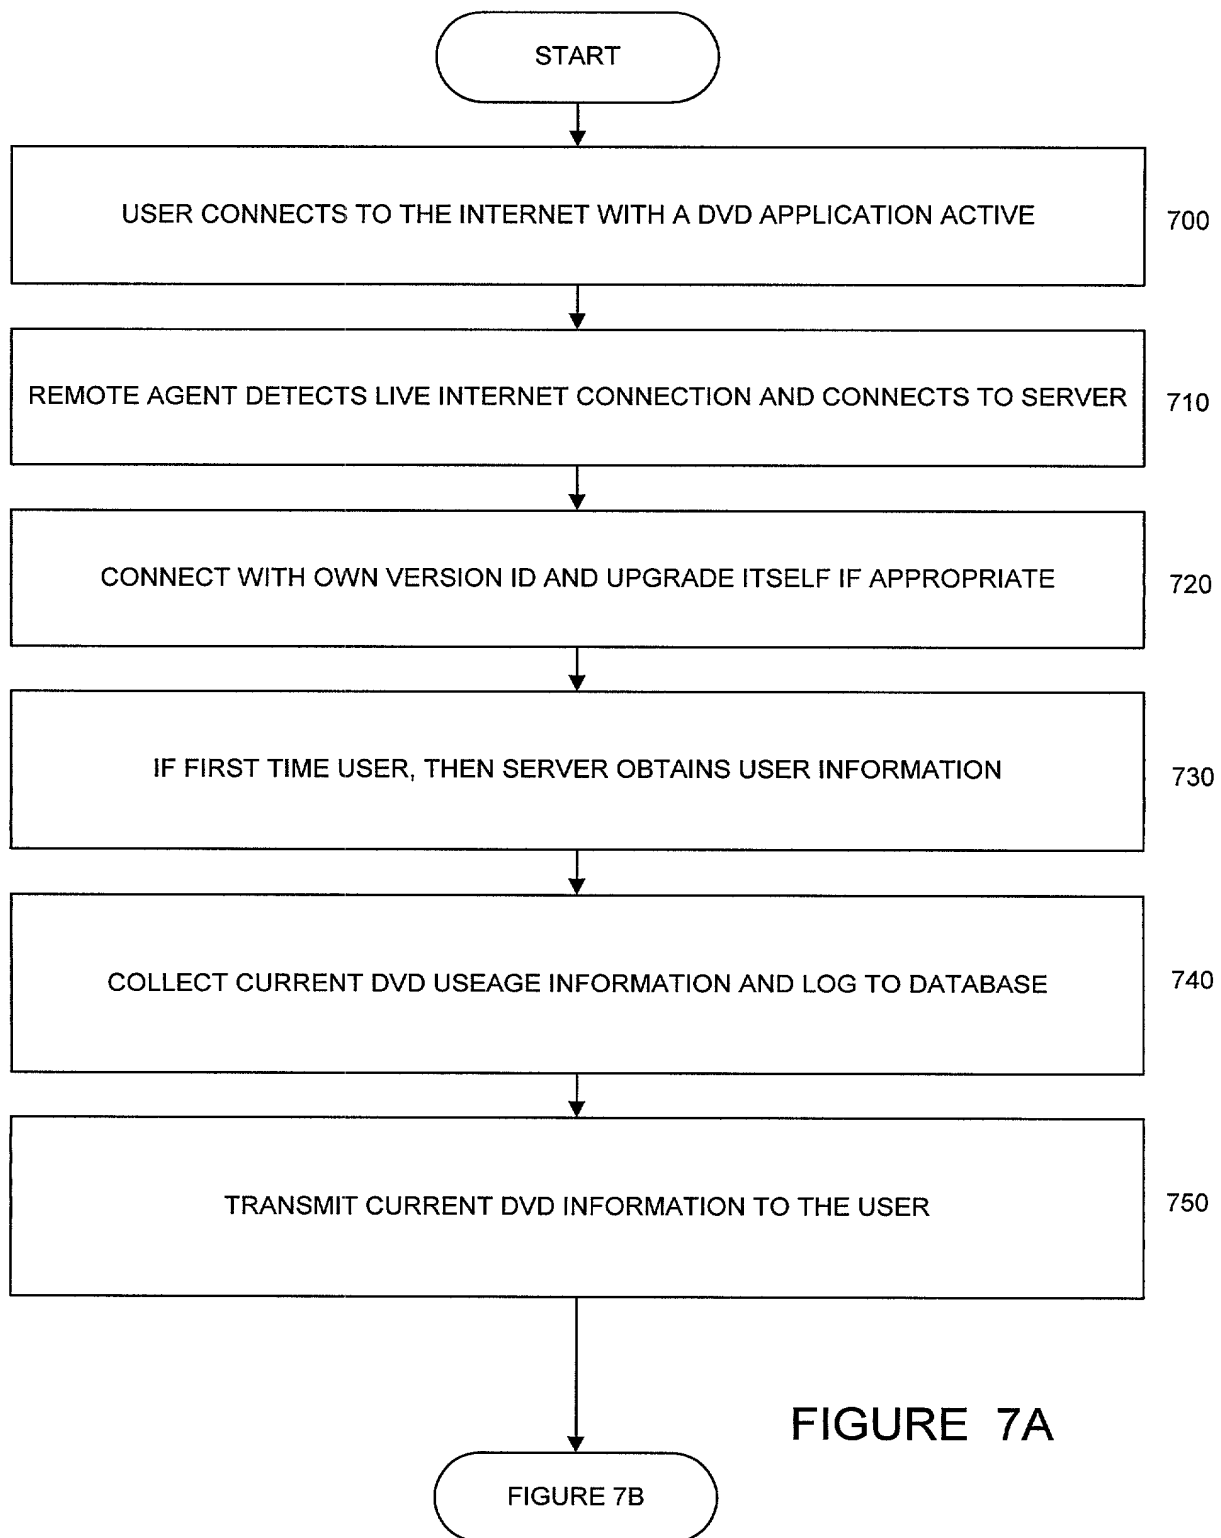 START
USER CONNECTS TO THE INTERNET WITH A DVD APPLICATION ACTIVE
700
REMOTE AGENT DETECTS LIVE INTERNET CONNECTION AND CONNECTS TO SERVER
710
CONNECT WITH OWN VERSION ID AND UPGRADE ITSELF IF APPROPRIATE
720
IF FIRST TIME USER, THEN SERVER OBTAINS USER INFORMATION
730
COLLECT CURRENT DVD USEAGE INFORMATION AND LOG TO DATABASE
740
TRANSMIT CURRENT DVD INFORMATION TO THE USER
750
FIGURE 7A
FIGURE 7B